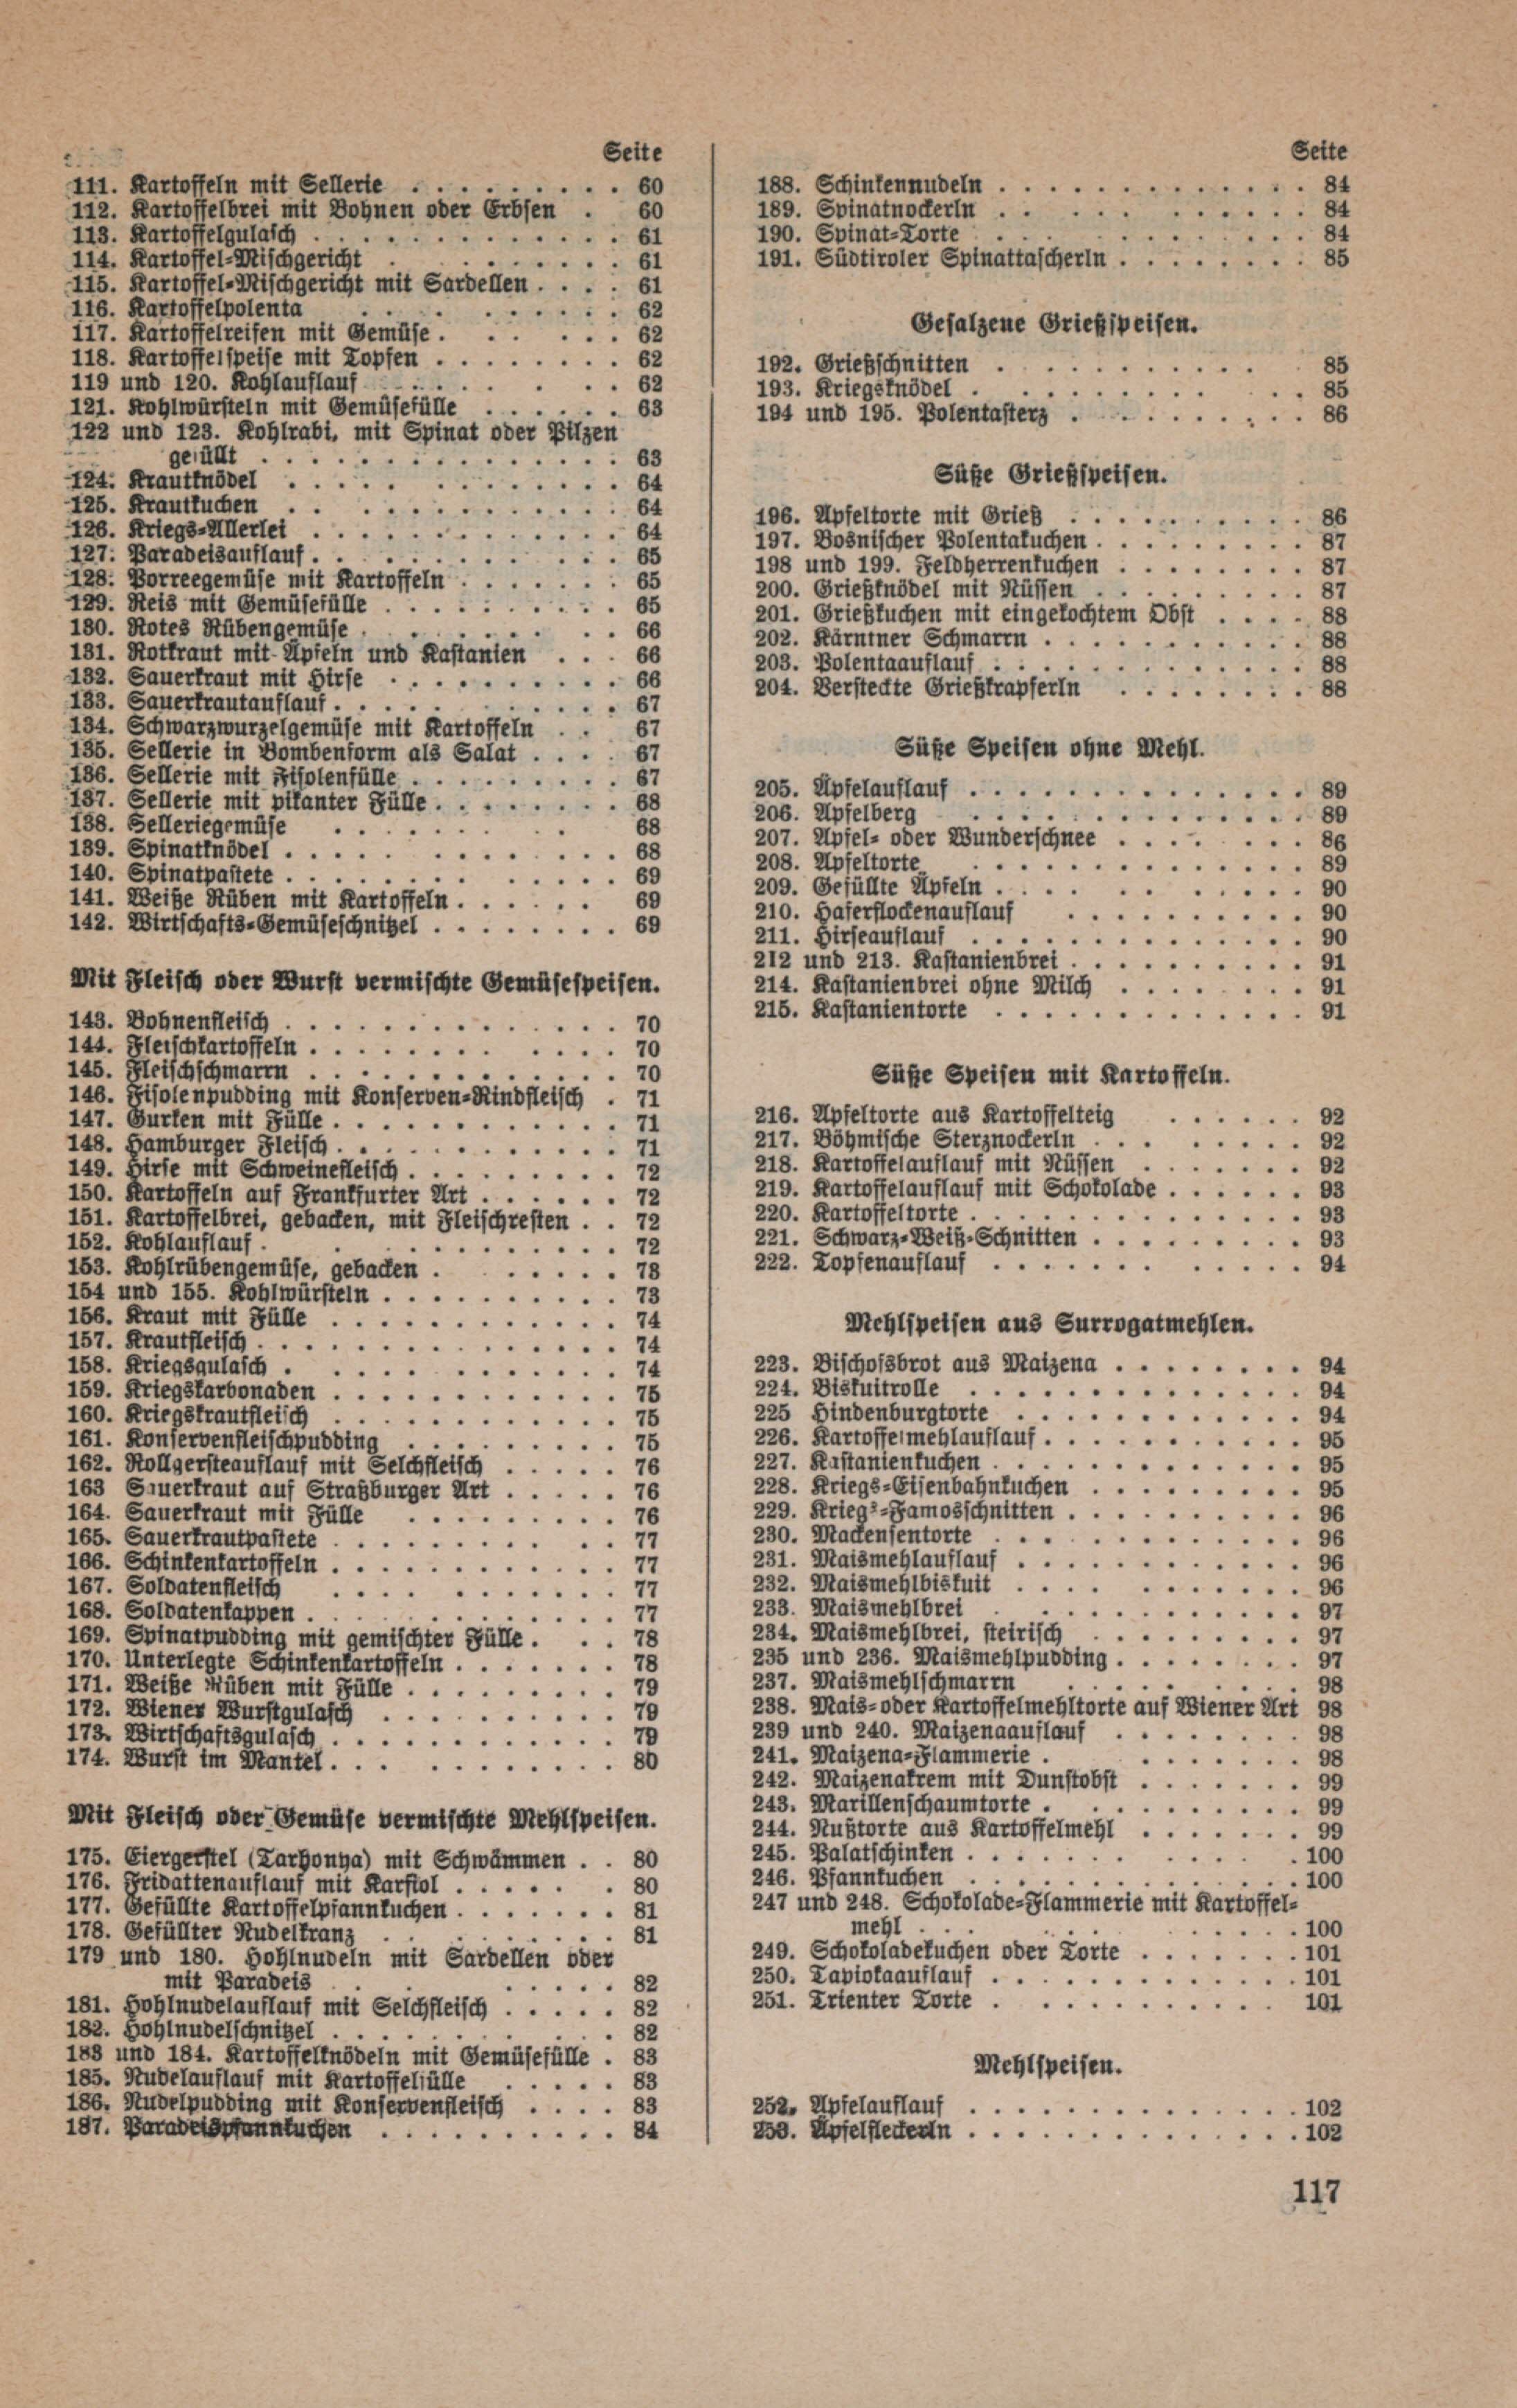 Seite
111. Kartoffeln mit Sellerie . . . . . . . . . 60
112. Kartoffelbrei mit Bohnen oder Erbsen . 60
113. Kartoffelgulasch . . . . . . . . . . . . 61
114. Kartoffel-Mischgericht . . . . . . . 61
115. Kartoffel-Mischgericht mit Sardellen . . . . 61
116. Kartoffelpolenta . . . . . . . . . 62
117. Kartoffelreifen mit Gemüse . . . . . . 62
118. Kartoffelspeise mit Topfen . . . . . . . . 62
119 und 120. Kohlauflauf . . . . . . . 62
121. Kohlwürsteln mit Gemüsefülle . . . . . . 63
122 und 123. Kohlrabi, mit Spinat oder Pilzen
gefüllt . . . . . . . . . . . . . . 63
124. Krautknödel . . . . . . . . . . . . 64
125. Krautkuchen . . . . . . . . . . . . 64
126. Kriegs-Allerlei . . . . . . . . . . . . . 64
127. Paradeisauflauf . . . . . . . . . . . 65
128. Porreegemüse mit Kartoffeln . . . . . . . 65
129. Reis mit Gemüsefülle . . . . . . . . . . 65
130. Rotes Rübengemüse . . . . . . . . . 66
131. Rotkraut mit Äpfeln und Kastanien . . . 66
132. Sauerkraut mit Hirse . . . . . . . . . . 66
133. Sauerkrautauflauf . . . . . . . . . . 67
134. Schwarzwurzelgemüse mit Kartoffeln . . 67
135. Sellerie in Bombenform als Salat . . . . 67
136. Sellerie mit Fisolenfülle . . . . . . . . . 67
137. Sellerie mit pikanter Fülle . . . . . . . . 68
138. Selleriegemüse . . . . . . . . 68
139. Spinatknödel . . . . . . . . . . . . 68
140. Spinatpastete . . . . . . . . . . . . 69
141. Weiße Rüben mit Kartoffeln . . . . . . 69
142. Wirtschafts-Gemüseschnitzel . . . . . . . . 69
Mit Fleisch oder Wurst vermischte Gemüsespeisen.
143. Bohnenfleisch . . . . . . . . . . . . . . 70
144. Fleischkartoffeln . . . . . . . . . . . . 70
145. Fleischschmarrn . . . . . . . . . . . . . 70
146. Fisolenpudding mit Konserven-Rindfleisch . 71
147. Gurken mit Fülle . . . . . . . . . . . . 71
148. Hamburger Fleisch . . . . . . . . . . . 71
149. Hirse mit Schweinefleisch . . . . . . . . . 72
150. Kartoffeln auf Frankfurter Art . . . . . . 72
151. Kartoffelbrei, gebacken, mit Fleischresten . . 72
152. Kohlauflauf . . . . . . . . . . . 72
153. Kohlrübengemüse, gebacken . . . . . . . 73
154 und 155. Kohlwürsteln . . . . . . . . . . 73
156. Kraut mit Fülle . . . . . . . . . . . . 74
157. Krautfleisch . . . . . . . . . . . . . . . 74
158. Kriegsgulasch . . . . . . . . . . . . . 74
159. Kriegskarbonaden . . . . . . . . . . . . 75
160. Kriegskrautfleisch . . . . . . . . . . . . 75
161. Konservenfleischpudding . . . . . . . . . 75
162. Rollgersteauflauf mit Selchfleisch . . . . . 76
163 Sauerkraut auf Straßburger Art . . . . . 76
164. Sauerkraut mit Fülle . . . . . . . . . 76
165. Sauerkrautpastete . . . . . . . . . . . 77
166. Schinkenkartoffeln . . . . . . . . . . . . 77
167. Soldatenfleisch . . . . . . . . . . . . 77
168. Soldatenkappen . . . . . . . . . . . 77
169. Spinatpudding mit gemischter Fülle . . . 78
170. Unterlegte Schinkenkartoffeln . . . . . . . 78
171. Weiße Rüben mit Fülle . . . . . . . . . 79
172. Wiener Wurstgulasch . . . . . . . . . . 79
173. Wirtschaftsgulasch . . . . . . . . . . . . 79
174. Wurst im Mantel . . . . . . . . . . . 80
Mit Fleisch oder Gemüse vermischte Mehlspeisen.
175. Eiergerstel (Tarhonya) mit Schwämmen . . 80
176. Fridattenauflauf mit Karfiol . . . . . . 80
177. Gefüllte Kartoffelpfannkuchen . . . . . . . 81
178. Gefüllter Nudelkranz . . . . . . . . . 81
179 und 180. Hohlnudeln mit Sardellen oder
mit Paradeis . . . . . . 82
181. Hohlnudelauflauf mit Selchfleisch . . . . . 82
182. Hohlnudelschnitzel . . . . . . . . . . 82
183 und 184. Kartoffelknödeln mit Gemüsefülle . 83
185. Nudelauflauf mit Kartoffelfülle . . . . . 83
186. Nudelpudding mit Konservenfleisch . . . . 83
187. Paradeispfannkuchen . . . . . . . . . . 84
Seite
188. Schinkennudeln . . . . . . . . . . . . . 84
189. Spinatnockerln . . . . . . . . . . 84
190. Spinat-Torte . . . . . . . . . 84
191. Südtiroler Spinattascherln . . . . . . . . 85
Gesalzene Grießspeisen.
192. Grießschnitten . . . . . . . . . . 85
193. Kriegsknödel . . . . . . . . . . . . 85
194 und 195. Polentasterz . . . . . . . . . 86
Süße Grießspeisen.
196. Apfeltorte mit Grieß . . . . . . . . . . 86
197. Bosnischer Polentakuchen . . . . . . . . . 87
198 und 199. Feldherrenkuchen . . . . . . . . 87
200. Grießknödel mit Nüssen . . . . . . . . . 87
201. Grießkuchen mit eingekochtem Obst . . . . 88
202. Kärntner Schmarrn . . . . . . . . . . . 88
203. Polentaauflauf . . . . . . . . . . . . 88
204. Versteckte Grießkrapferln . . . . . . . . 88
Süße Speisen ohne Mehl.
205. Äpfelauflauf . . . . . . . . . . . . . . 89
206. Apfelberg . . . . . . . . . . . . . . 89
207. Apfel- oder Wunderschnee . . . . . . . 86
208. Apfeltorte . . . . . . . . . . . . . 89
209. Gefüllte Äpfeln . . . . . . . . . . . 90
210. Haferflockenauflauf . . . . . . . . . . 90
211. Hirseauflauf . . . . . . . . . . . . . . 90
212 und 213. Kastanienbrei . . . . . . . . . . 91
214. Kastanienbrei ohne Milch . . . . . . . . 91
215. Kastanientorte . . . . . . . . . . . . . 91
Süße Speisen mit Kartoffeln.
216. Apfeltorte aus Kartoffelteig . . . . . . 92
217. Böhmische Sterznockerln . . . . . . . . 92
218. Kartoffelauflauf mit Nüssen . . . . . . . 92
219. Kartoffelauflauf mit Schokolade . . . . . . 93
220. Kartoffeltorte . . . . . . . . . . . . . 93
221. Schwarz-Weiß-Schnitten . . . . . . . . . 93
222. Topfenauflauf . . . . . . . . . . . . 94
Mehlspeisen aus Surrogatmehlen.
223. Bischofsbrot aus Maizena . . . . . . . . 94
224. Biskuitrolle . . . . . . . . . . . . . . 94
225 Hindenburgtorte . . . . . . . . . . . . 94
226. Kartoffelmehlauflauf . . . . . . . . . . . 95
227. Kastanienkuchen . . . . . . . . . . . . . 95
228. Kriegs-Eisenbahnkuchen . . . . . . . . . 95
229. Kriegs-Famosschnitten . . . . . . . . . . 96
230. Mackensentorte . . . . . . . . . . . . 96
231. Maismehlauflauf . . . . . . . . . . . . 96
232. Maismehlbiskuit . . . . . . . . . . . 96
233. Maismehlbrei . . . . . . . . . . . . 97
234. Maismehlbrei, steirisch . . . . . . . . . 97
235 und 236. Maismehlpudding . . . . . . . . 97
237. Maismehlschmarrn . . . . . . . . . 98
238. Mais- oder Kartoffelmehltorte auf Wiener Art 98
239 und 240. Maizenaauflauf . . . . . . . . 98
241. Maizena-Flammerie . . . . . . . . 98
242. Maizenakrem mit Dunstobst . . . . . . . 99
243. Marillenschaumtorte . . . . . . . . . . 99
244. Nußtorte aus Kartoffelmehl . . . . . . . 99
245. Palatschinken . . . . . . . . . . . . 100
246. Pfannkuchen . . . . . . . . . . . . . 100
247 und 248. Schokolade-Flammerie mit Kartoffel-
mehl . . . . . . . . . . . . 100
249. Schokoladekuchen oder Torte . . . . . . . 101
250. Tapiokaauflauf . . . . . . . . . . . . . 101
251. Trienter Torte . . . . . . . . . . . 101
Mehlspeisen.
252. Apfelauflauf . . . . . . . . . . . . . . 102
253. Apfelfleckerln . . . . . . . . . . . . . . 102
117